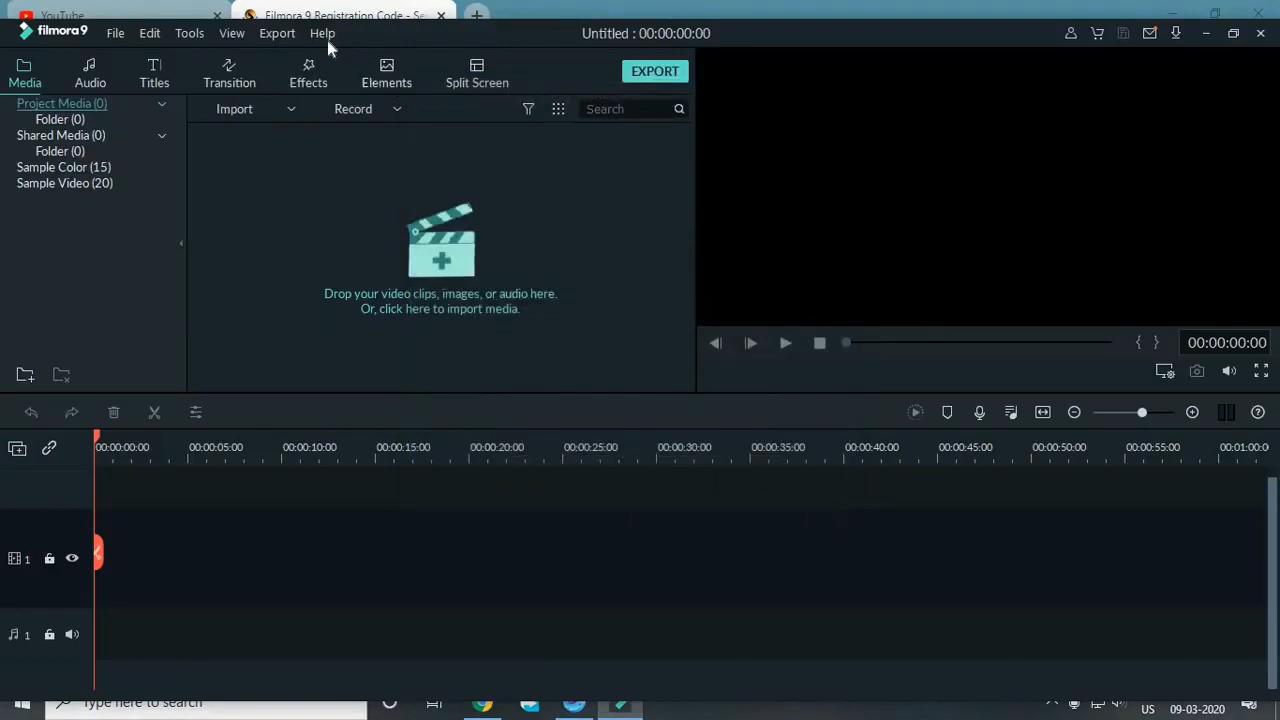 YouTube
Filmora 9 Registration Code - Se
filmora9
File Edit Tools View Export Help
Untitled : 00:00:00:00
Media Audio Titles Transition Effects Elements Split Screen
EXPORT
Project Media (0)
Folder (0)
Shared Media (0)
Folder (0)
Sample Color (15)
Sample Video (20)
Import Record Search
Drop your video clips, images, or audio here.
Or, click here to import media.
00:00:00:00
00:00:00:00 00:00:05:00 00:00:10:00 00:00:15:00 00:00:20:00 00:00:25:00 00:00:30:00 00:00:35:00 00:00:40:00 00:00:45:00 00:00:50:00 00:00:55:00 00:01:00:0
1
1
Type here to search
US 09-03-2020